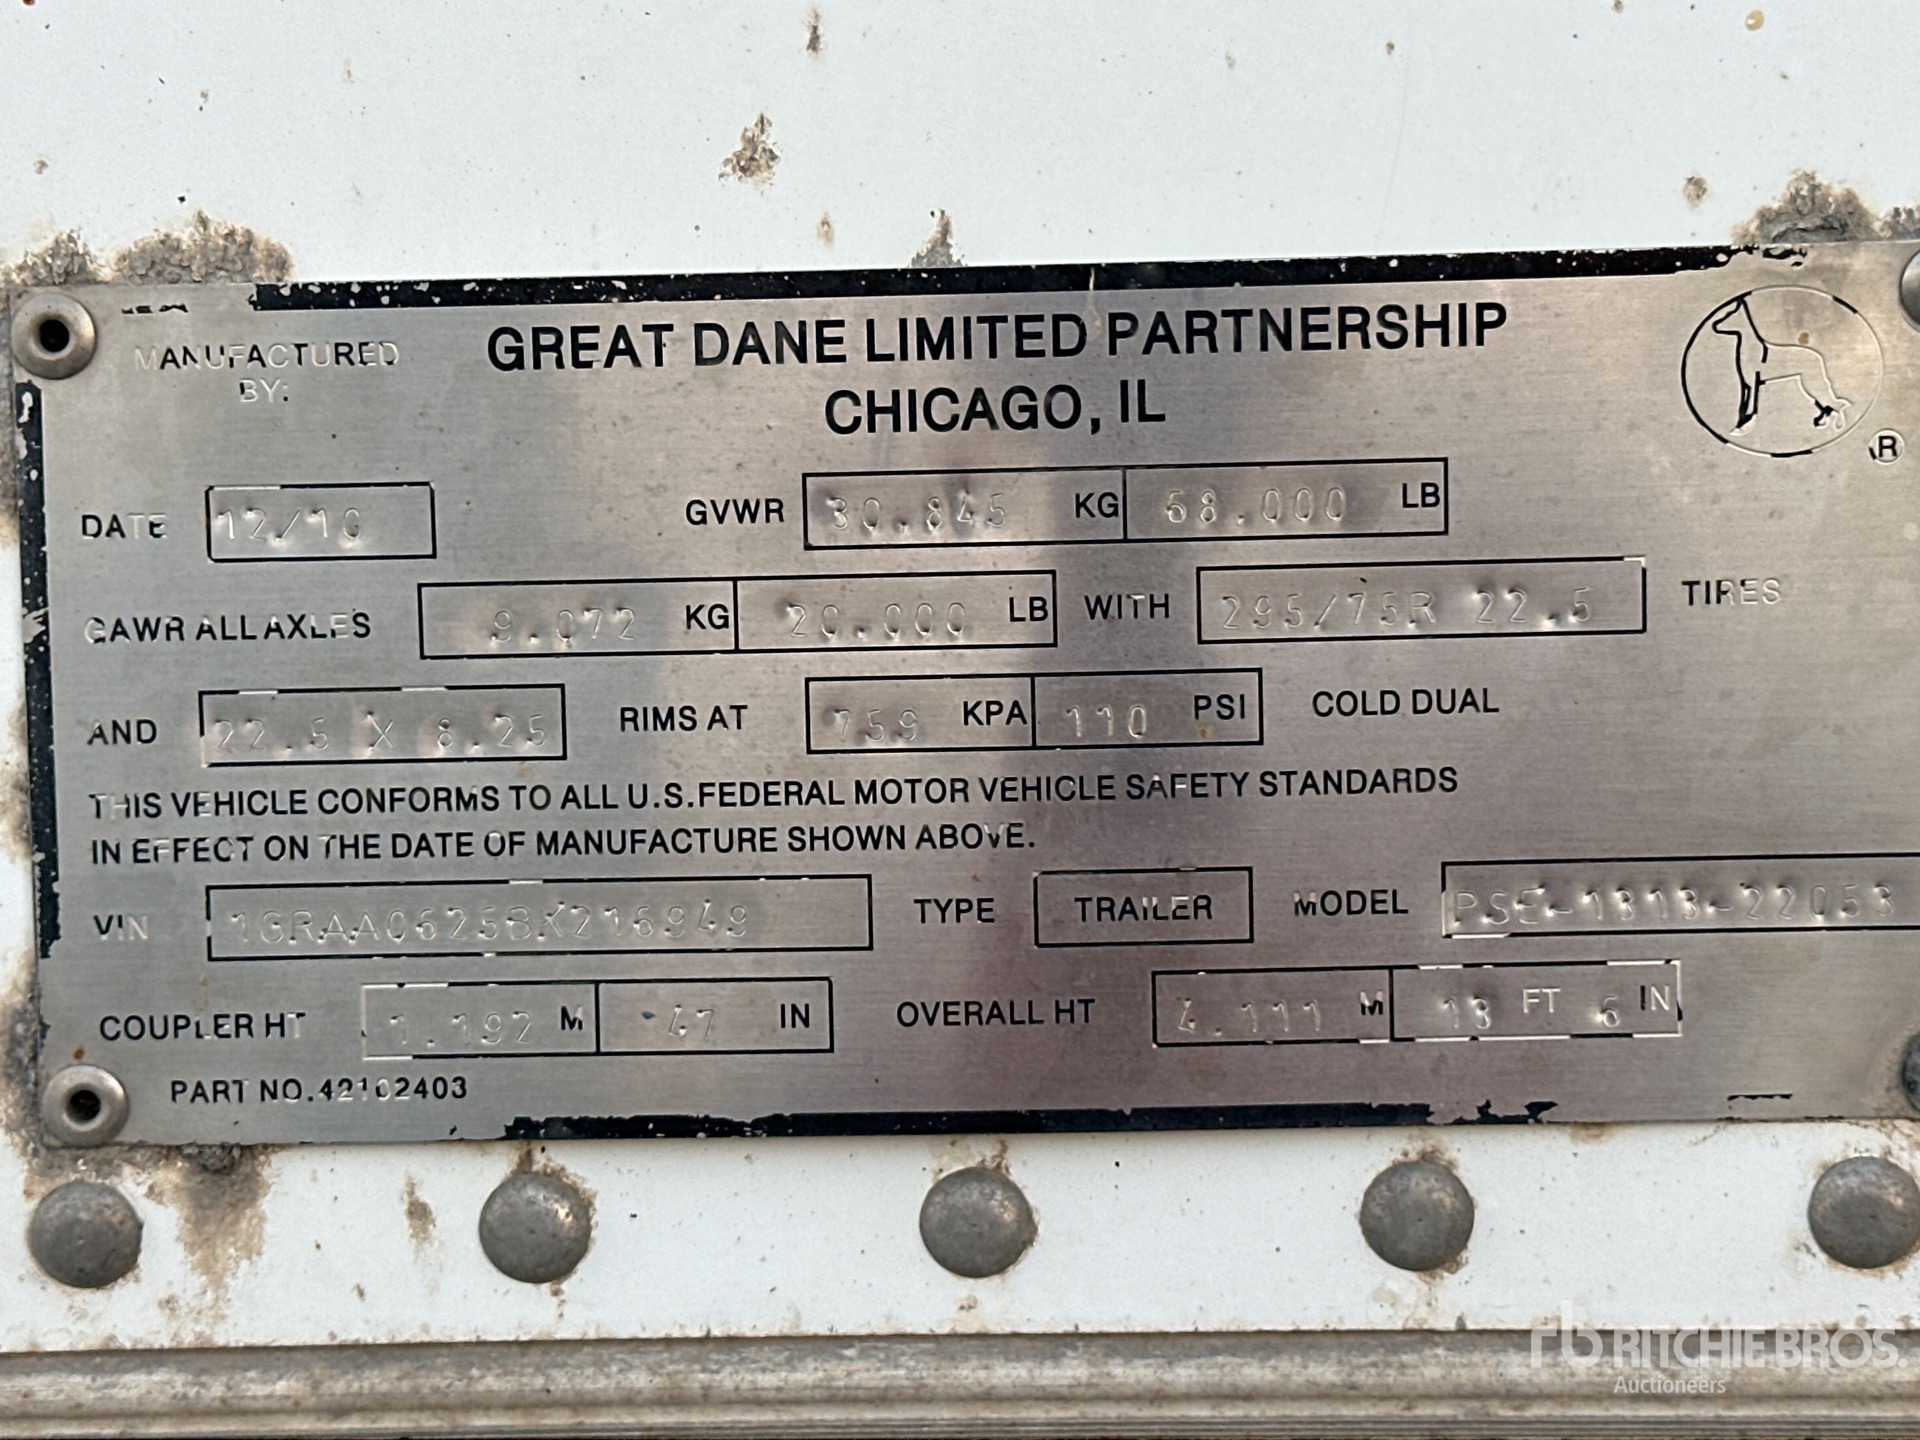 MANUFACTURED BY: GREAT DANE LIMITED PARTNERSHIP
CHICAGO, IL
®
DATE 12/10 GVWR 30.845 KG 68.000 LB
GAWR ALL AXLES 9.072 KG 20.000 LB WITH 295/75R 22.5 TIRES
AND 22.5 X 8.25 RIMS AT 759 KPA 110 PSI COLD DUAL
THIS VEHICLE CONFORMS TO ALL U.S.FEDERAL MOTOR VEHICLE SAFETY STANDARDS
IN EFFECT ON THE DATE OF MANUFACTURE SHOWN ABOVE.
VIN 1GRAA0625BK216949 TYPE TRAILER MODEL PSE-1313-22053
COUPLER HT 1.192 M 47 IN OVERALL HT 4.111 M 13 FT 6 IN
PART NO.42102403
rb RITCHIE BROS.
Auctioneers